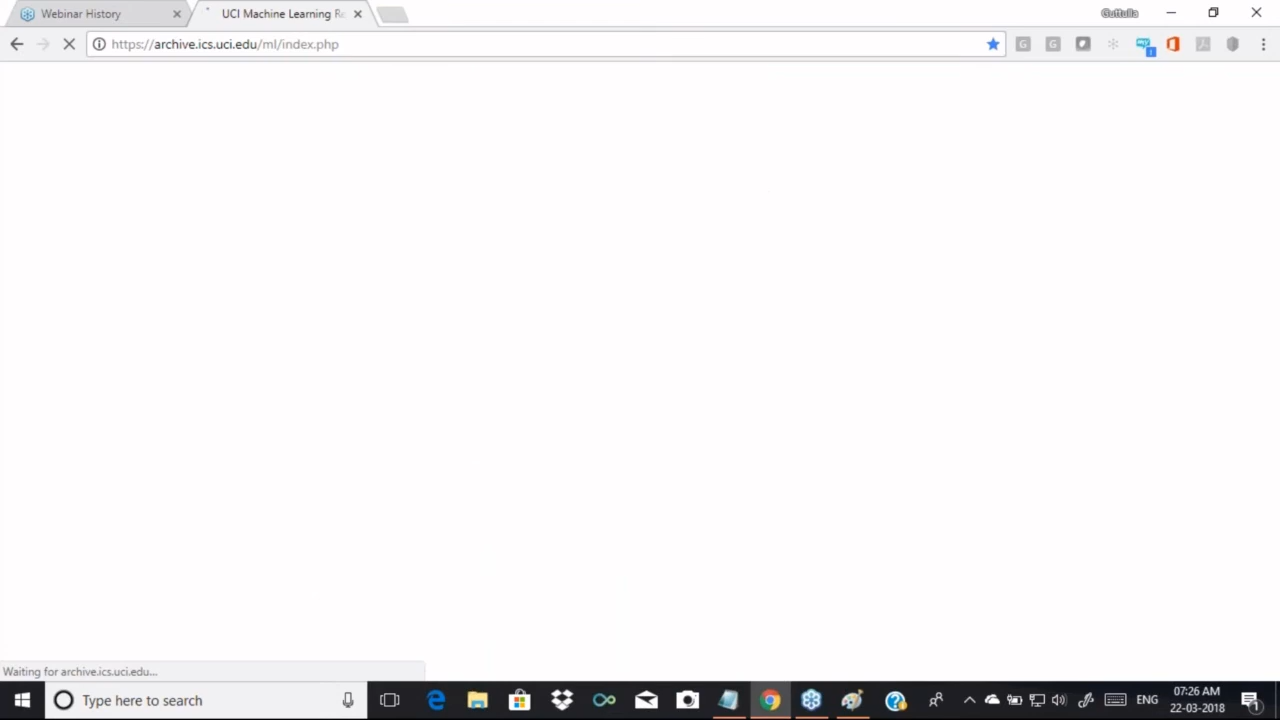 Webinar History
UCI Machine Learning Re
Guttulla
https://archive.ics.uci.edu/ml/index.php
Waiting for archive.ics.uci.edu...
Type here to search
ENG
07:26 AM
22-03-2018